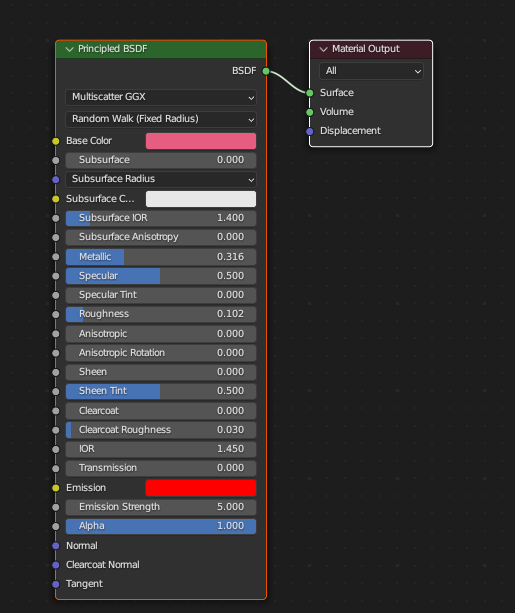 Principled BSDF
BSDF
Multiscatter GGX
Random Walk (Fixed Radius)
Base Color
Subsurface 0.000
Subsurface Radius
Subsurface C...
Subsurface IOR 1.400
Subsurface Anisotropy 0.000
Metallic 0.316
Specular 0.500
Specular Tint 0.000
Roughness 0.102
Anisotropic 0.000
Anisotropic Rotation 0.000
Sheen 0.000
Sheen Tint 0.500
Clearcoat 0.000
Clearcoat Roughness 0.030
IOR 1.450
Transmission 0.000
Emission
Emission Strength 5.000
Alpha 1.000
Normal
Clearcoat Normal
Tangent
Material Output
All
Surface
Volume
Displacement